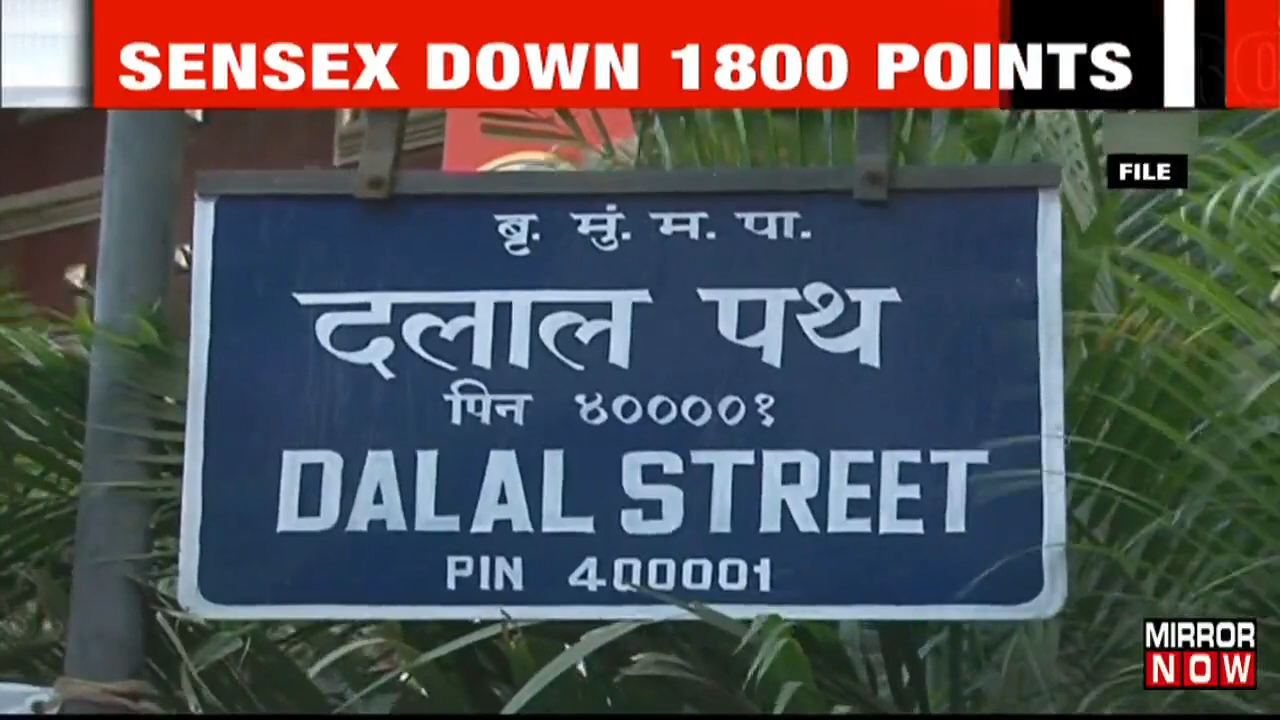 SENSEX DOWN 1800 POINTS
FILE
बृ. मुं. म. पा.
दलाल पथ
पिन ४००००१
DALAL STREET
PIN 400001
MIRROR
NOW